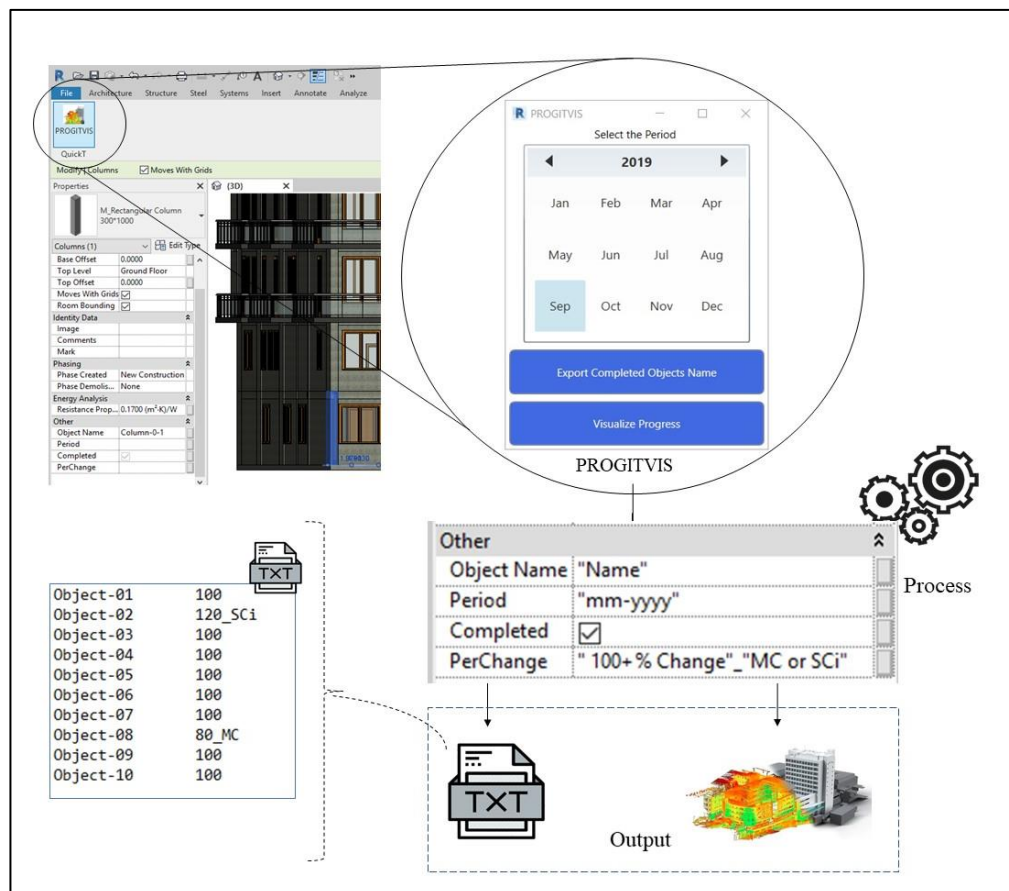 File Architecture Structure Steel Systems Insert Annotate Analyze
PROGITVIS
QuickT
Modify | Columns Moves With Grids
Properties
(3D)
M_Rectangular Column
300*1000
Columns (1) Edit Type
Base Offset 0.0000
Top Level Ground Floor
Top Offset 0.0000
Moves With Grids
Room Bounding
Identity Data
Image
Comments
Mark
Phasing
Phase Created New Construction
Phase Demolis... None
Energy Analysis
Resistance Prop... 0.1700 (m²·K)/W
Other
Object Name Column-0-1
Period
Completed
PerChange
PROGITVIS
Select the Period
2019
Jan Feb Mar Apr
May Jun Jul Aug
Sep Oct Nov Dec
Export Completed Objects Name
Visualize Progress
PROGITVIS
Other
Object Name "Name"
Period "mm-yyyy"
Completed
PerChange " 100+ % Change"_"MC or SCi"
Process
TXT
Object-01 100
Object-02 120_SCi
Object-03 100
Object-04 100
Object-05 100
Object-06 100
Object-07 100
Object-08 80_MC
Object-09 100
Object-10 100
TXT
Output